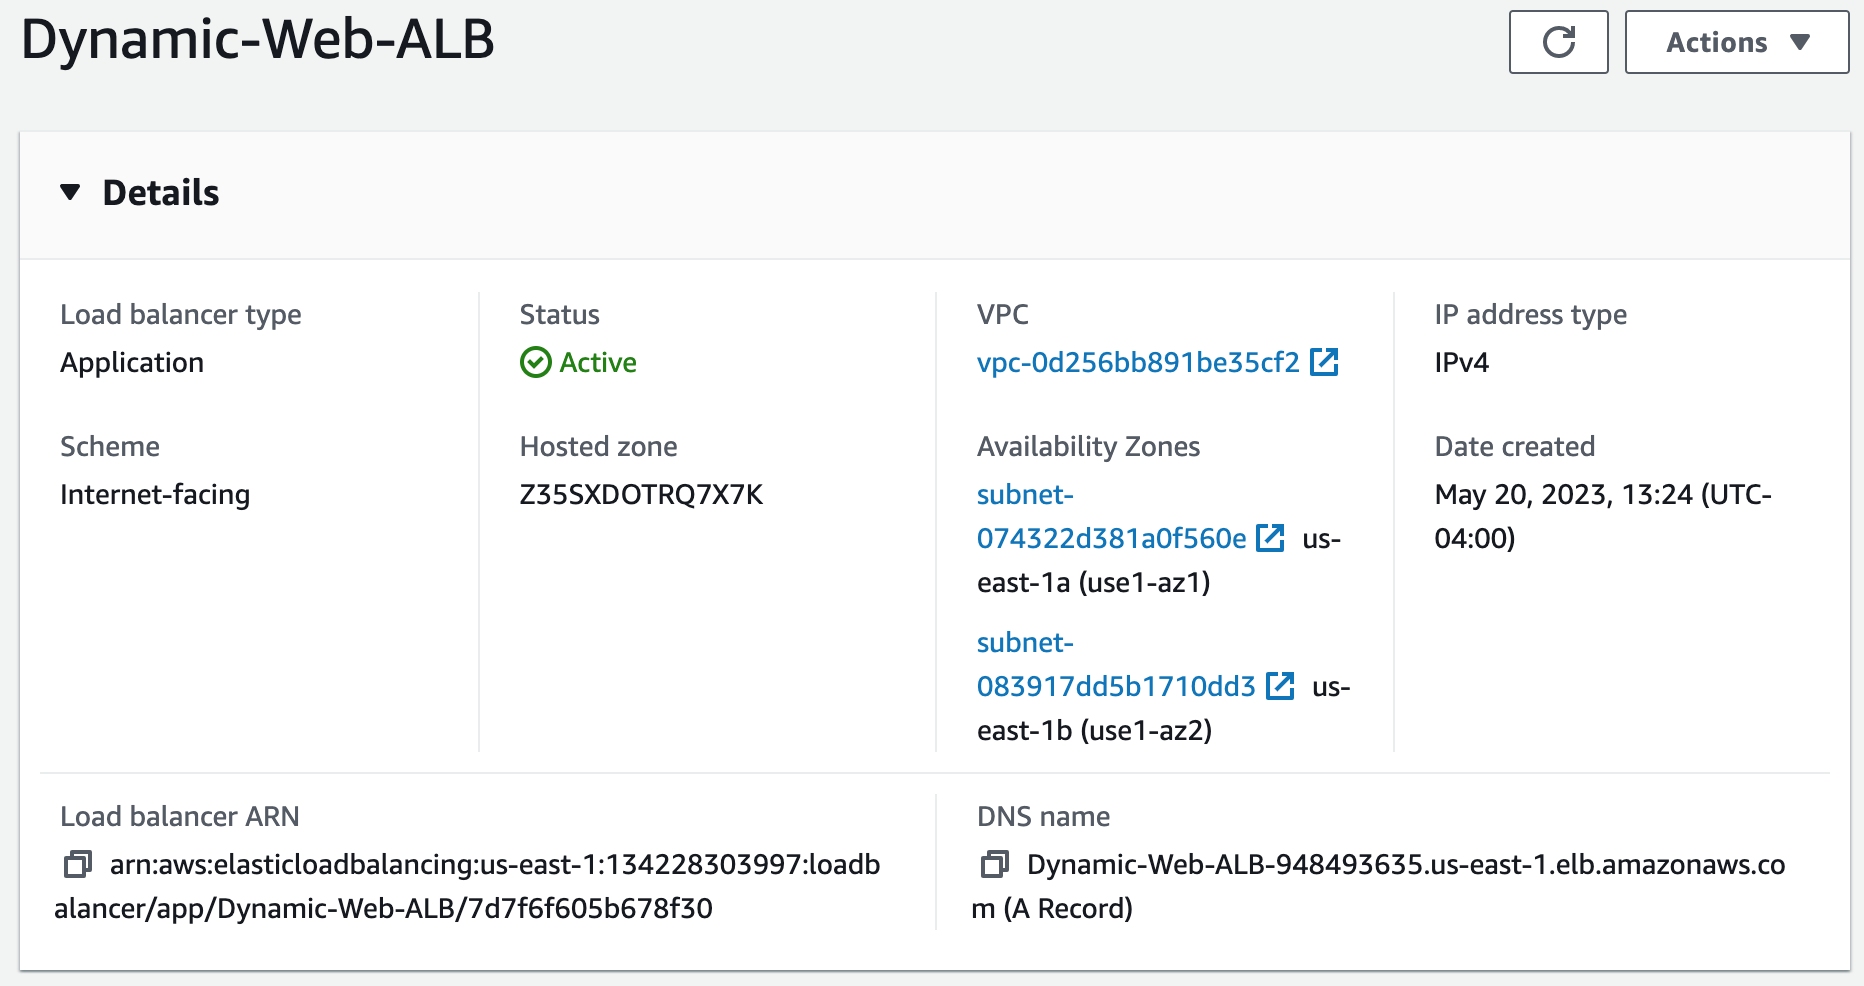 Dynamic-Web-ALB
Actions
Details
Load balancer type
Application
Status
Active
VPC
vpc-0d256bb891be35cf2
IP address type
IPv4
Scheme
Internet-facing
Hosted zone
Z35SXDOTRQ7X7K
Availability Zones
subnet-
074322d381a0f560e us-
east-1a (use1-az1)
subnet-
083917dd5b1710dd3 us-
east-1b (use1-az2)
Date created
May 20, 2023, 13:24 (UTC-
04:00)
Load balancer ARN
arn:aws:elasticloadbalancing:us-east-1:134228303997:loadb
alancer/app/Dynamic-Web-ALB/7d7f6f605b678f30
DNS name
Dynamic-Web-ALB-948493635.us-east-1.elb.amazonaws.co
m (A Record)